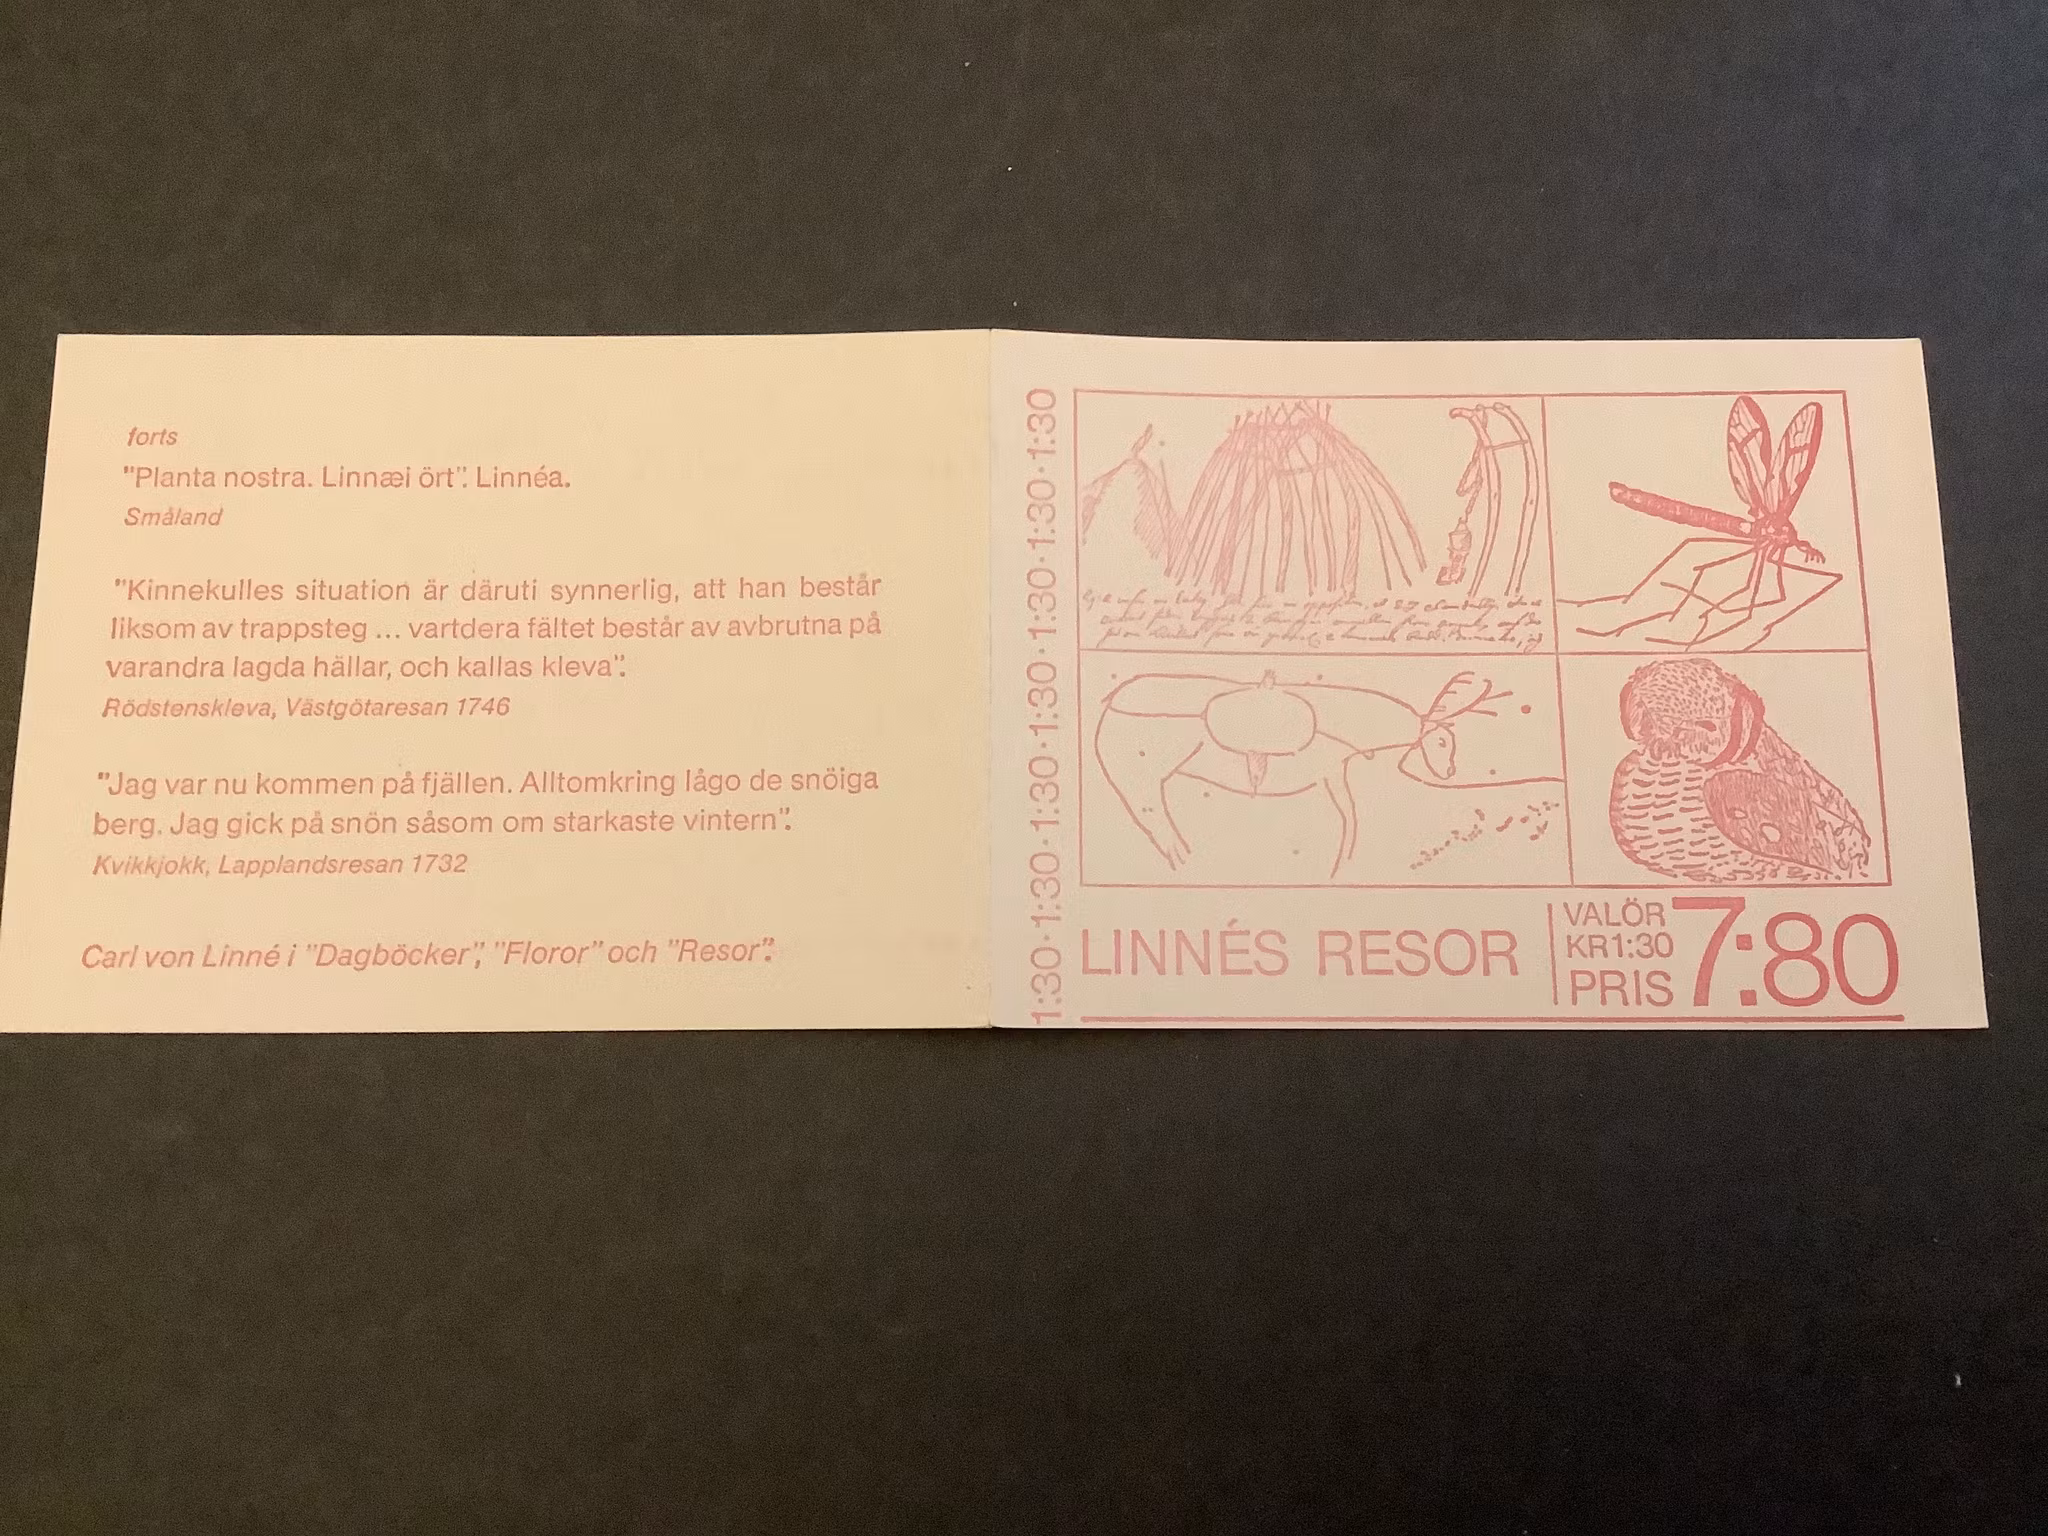 forts
"Planta nostra. Linnæi ört". Linnéa.
Småland
"Kinnekulles situation är däruti synnerlig, att han består
liksom av trappsteg ... vartdera fältet består av avbrutna på
varandra lagda hällar, och kallas kleva".
Rödstenskleva, Västgötaresan 1746
"Jag var nu kommen på fjällen. Alltomkring lågo de snöiga
berg. Jag gick på snön såsom om starkaste vintern".
Kvikkjokk, Lapplandsresan 1732
Carl von Linné i "Dagböcker", "Floror" och "Resor".
1:30·1:30·1:30·1:30·1:30·1:30·1:30·1:30
LINNÉS RESOR
VALÖR
KR1:30
PRIS
7:80